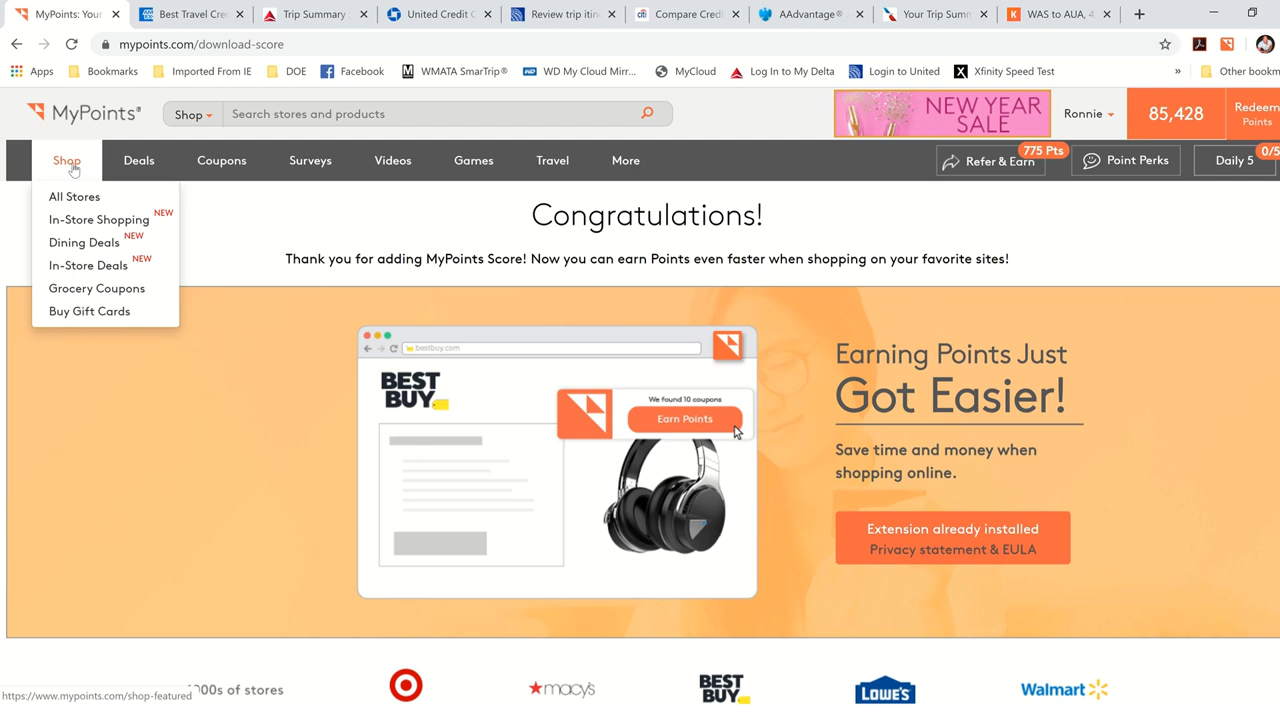 MyPoints: Your
Best Travel Cre
Trip Summary
United Credit C
Review trip itin
Compare Credi
AAdvantage®
Your Trip Summ
WAS to AUA, 4
mypoints.com/download-score
Apps
Bookmarks
Imported From IE
DOE
Facebook
WMATA SmarTrip®
WD My Cloud Mirr...
MyCloud
Log In to My Delta
Login to United
Xfinity Speed Test
»
Other bookm
MyPoints®
Shop
Search stores and products
NEW YEAR
SALE
Ronnie
85,428
Redeem
Points
Shop
Deals
Coupons
Surveys
Videos
Games
Travel
More
Refer & Earn
775 Pts
Point Perks
Daily 5
0/5
All Stores
In-Store Shopping NEW
Dining Deals NEW
In-Store Deals NEW
Grocery Coupons
Buy Gift Cards
Congratulations!
Thank you for adding MyPoints Score! Now you can earn Points even faster when shopping on your favorite sites!
bestbuy.com
BEST
BUY
We found 10 coupons
Earn Points
Earning Points Just
Got Easier!
Save time and money when
shopping online.
Extension already installed
Privacy statement & EULA
https://www.mypoints.com/shop-featured
of stores
macy's
BEST
BUY
LOWE'S
Walmart